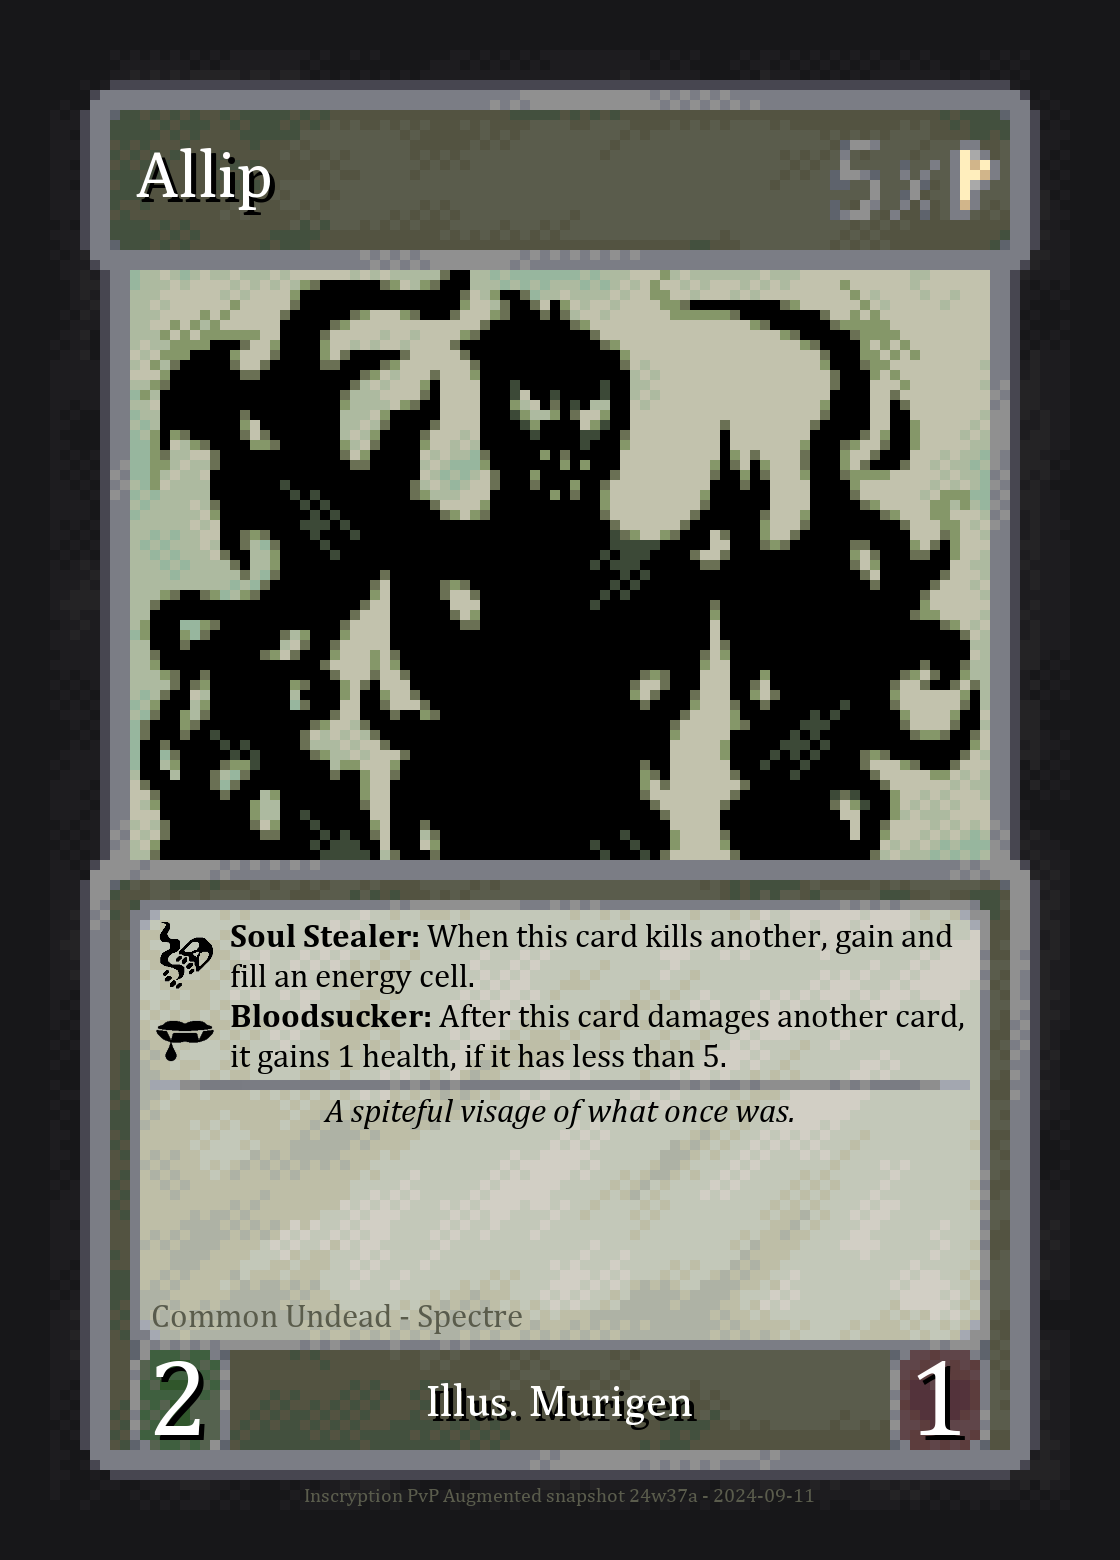 Allip
5x
Soul Stealer: When this card kills another, gain and
fill an energy cell.
Bloodsucker: After this card damages another card,
it gains 1 health, if it has less than 5.
A spiteful visage of what once was.
Common Undead - Spectre
2
Illus. Murigen
1
Inscryption PvP Augmented snapshot 24w37a - 2024-09-11